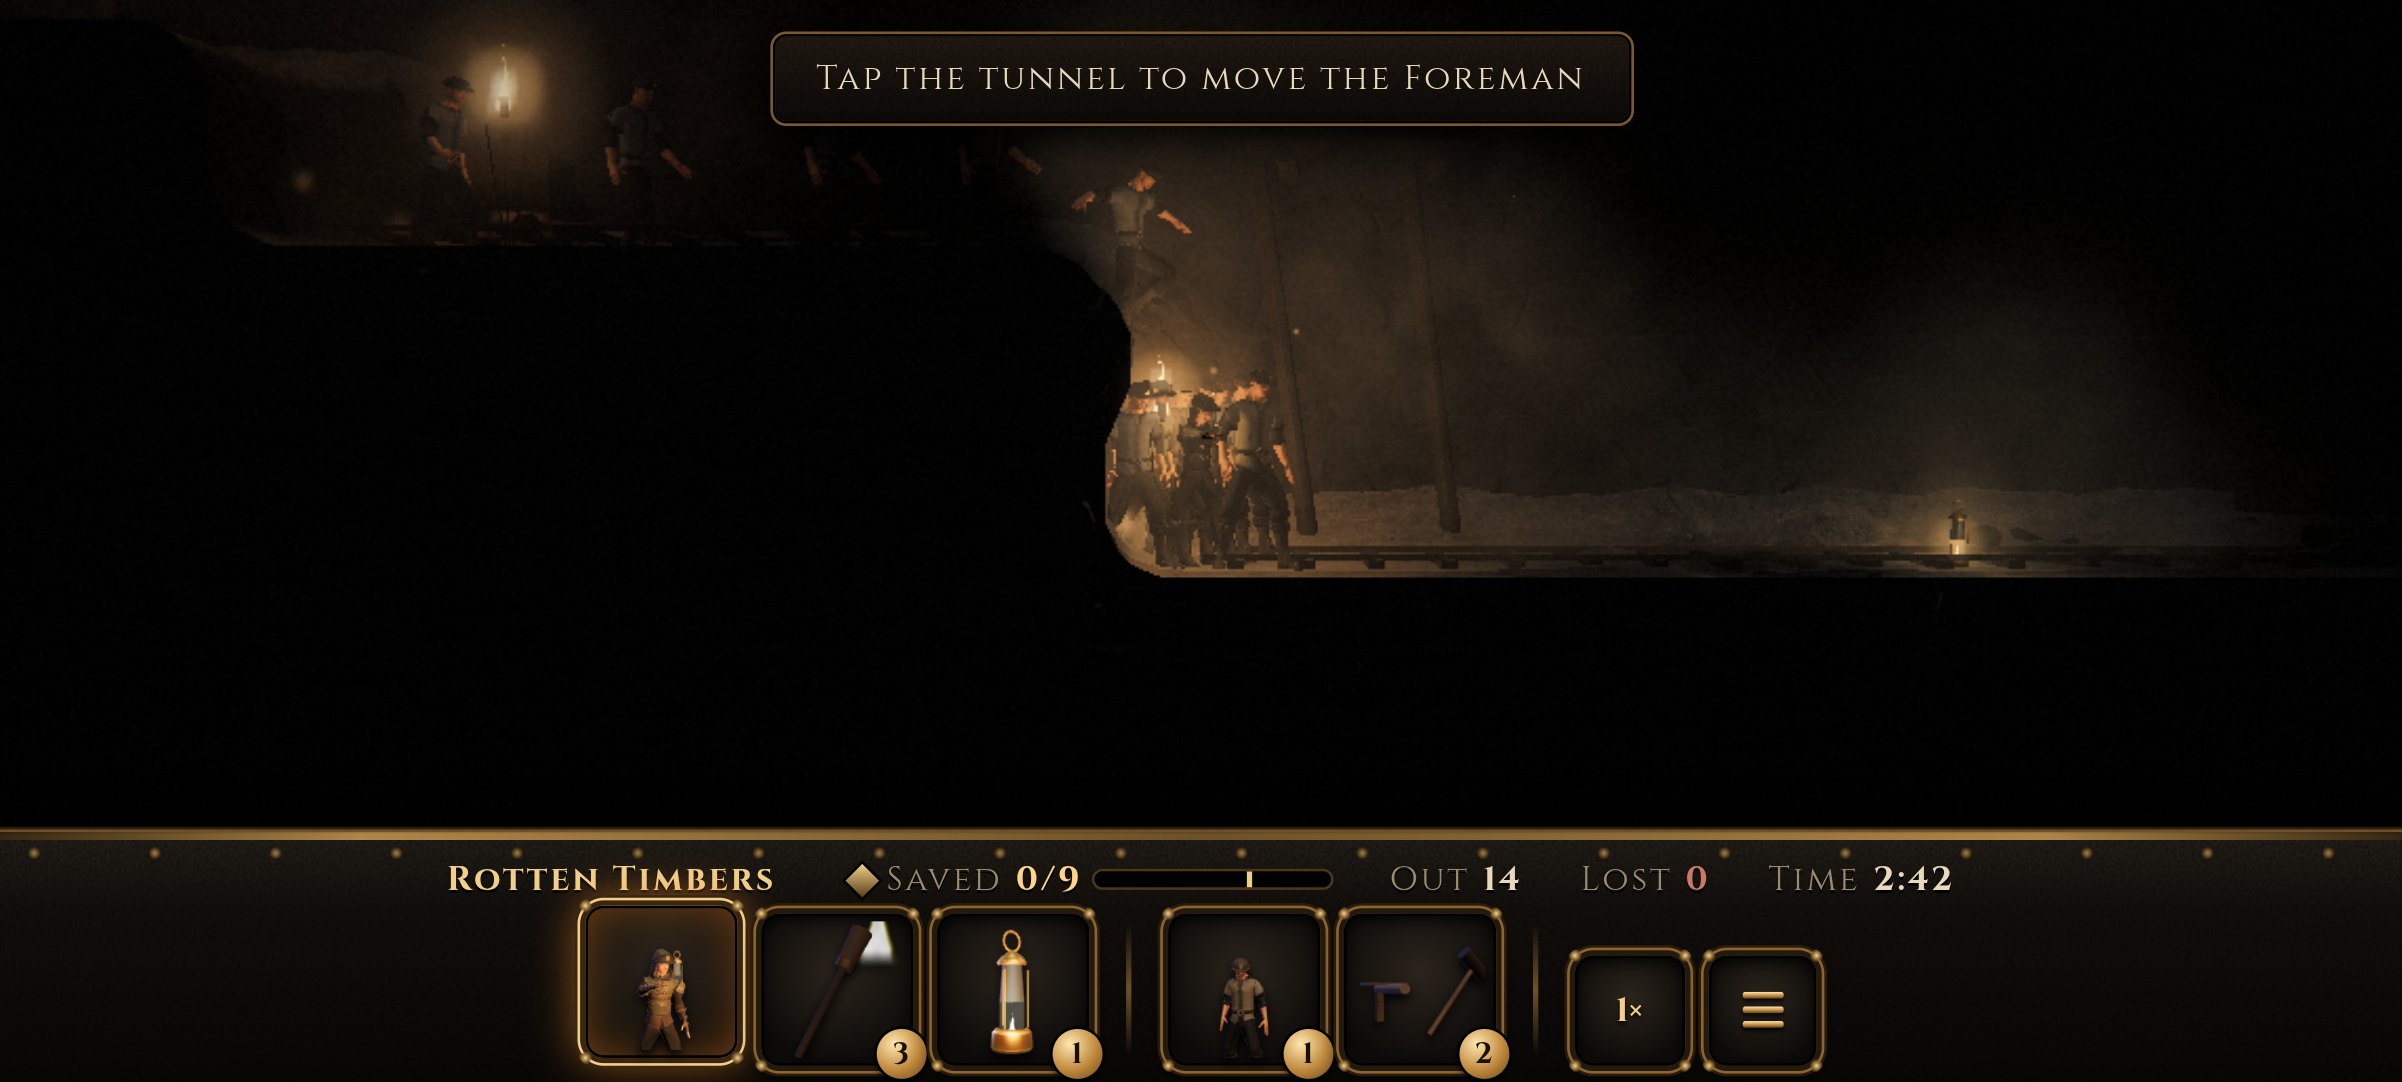 Tap the tunnel to move the Foreman
Rotten Timbers Saved 0/9 Out 14 Lost 0 Time 2:42
3 1 1 2 1×